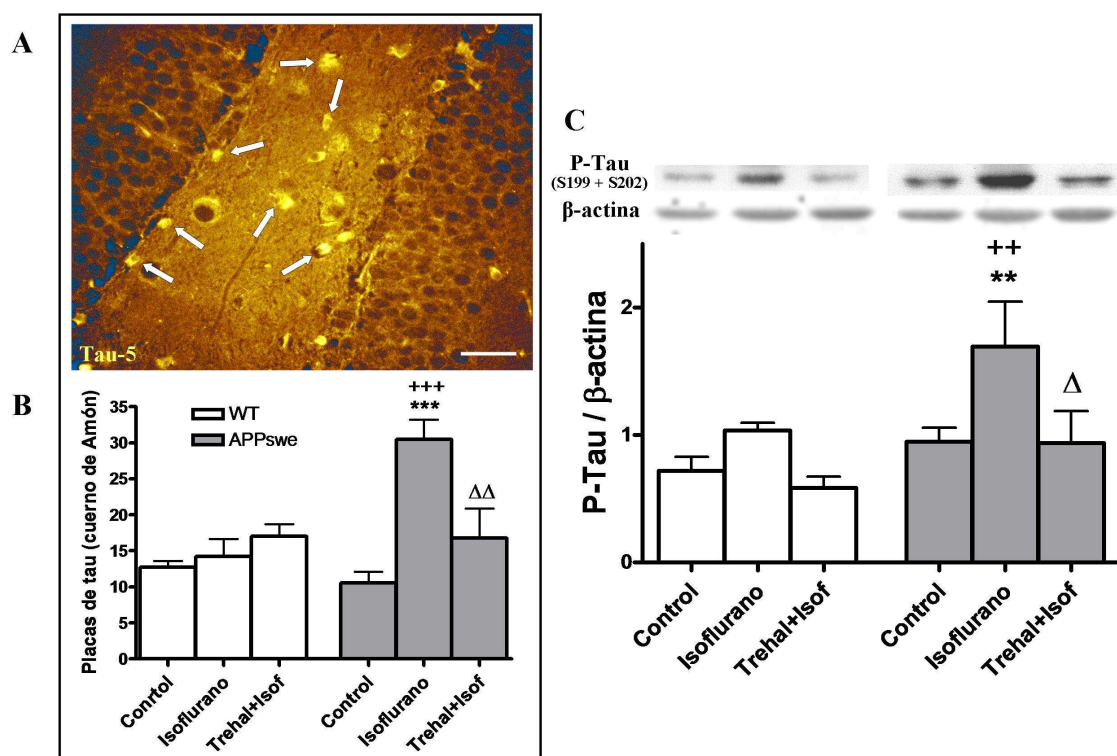 A
Tau-5
B
Placas de tau (cuerno de Amón)
35
30
25
20
15
10
5
0
WT
APPswe
+++
***
ΔΔ
Conrtol
Isoflurano
Trehal+Isof
Control
Isoflurano
Trehal+Isof
C
P-Tau
(S199 + S202)
β-actina
P-Tau / β-actina
2
1
0
++
**
Δ
Control
Isoflurano
Trehal+Isof
Control
Isoflurano
Trehal+Isof